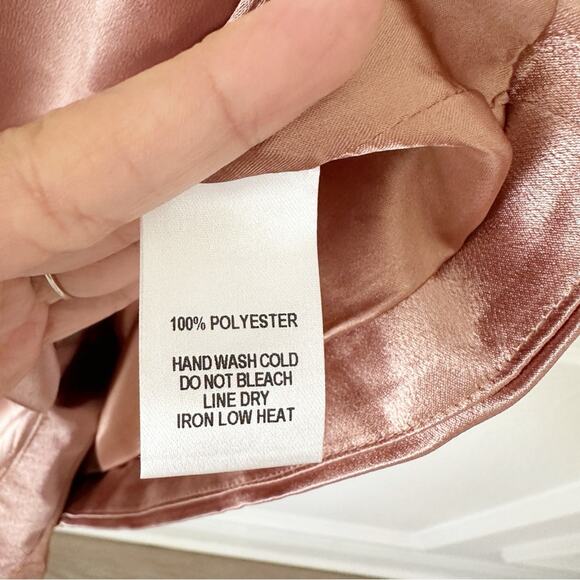 100% POLYESTER
HAND WASH COLD
DO NOT BLEACH
LINE DRY
IRON LOW HEAT